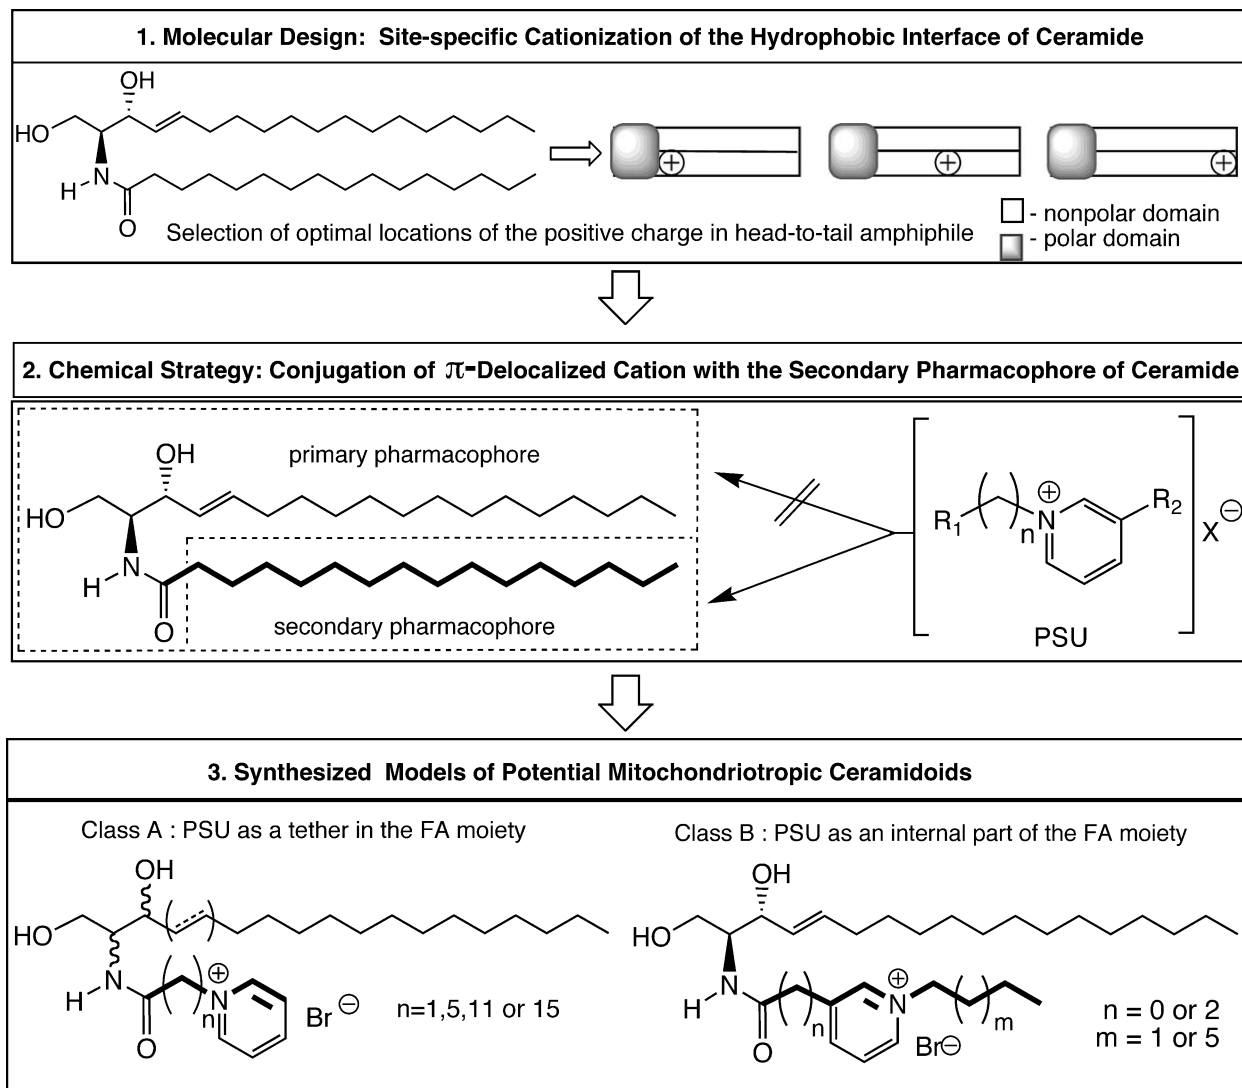 1. Molecular Design: Site-specific Cationization of the Hydrophobic Interface of Ceramide
OH
HO
H
N
O
+
+
+
- nonpolar domain
- polar domain
Selection of optimal locations of the positive charge in head-to-tail amphiphile
2. Chemical Strategy: Conjugation of π-Delocalized Cation with the Secondary Pharmacophore of Ceramide
OH
primary pharmacophore
HO
H
N
O
secondary pharmacophore
R1
( )
n
N
+
R2
X
⊖
PSU
3. Synthesized Models of Potential Mitochondriotropic Ceramidoids
Class A : PSU as a tether in the FA moiety
OH
HO
( )
H
N
O
( )
n
N
+
Br ⊖
n=1,5,11 or 15
Class B : PSU as an internal part of the FA moiety
OH
HO
H
N
O
( )
n
N
+
( )
m
Br⊖
n = 0 or 2
m = 1 or 5